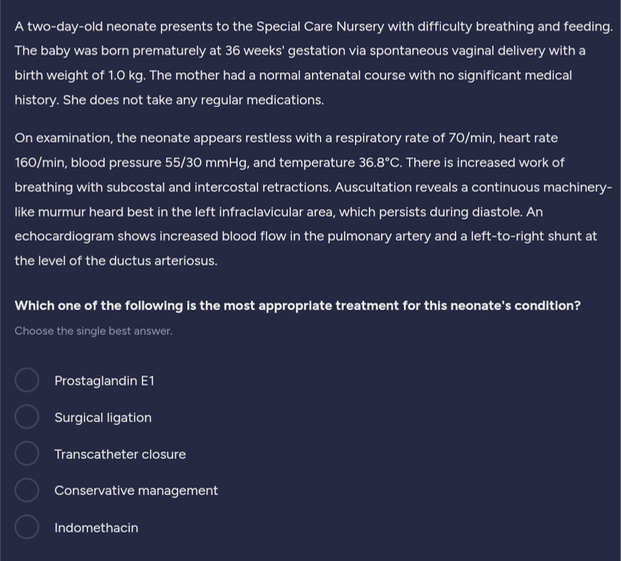 A two-day-old neonate presents to the Special Care Nursery with difficulty breathing and feeding.
The baby was born prematurely at 36 weeks' gestation via spontaneous vaginal delivery with a
birth weight of 1.0 kg. The mother had a normal antenatal course with no significant medical
history. She does not take any regular medications.
On examination, the neonate appears restless with a respiratory rate of 70/min, heart rate
160/min, blood pressure 55/30 mmHg, and temperature 36.8°C. There is increased work of
breathing with subcostal and intercostal retractions. Auscultation reveals a continuous machinery-
like murmur heard best in the left infraclavicular area, which persists during diastole. An
echocardiogram shows increased blood flow in the pulmonary artery and a left-to-right shunt at
the level of the ductus arteriosus.
Which one of the following is the most appropriate treatment for this neonate's condition?
Choose the single best answer.
Prostaglandin E1
Surgical ligation
Transcatheter closure
Conservative management
Indomethacin